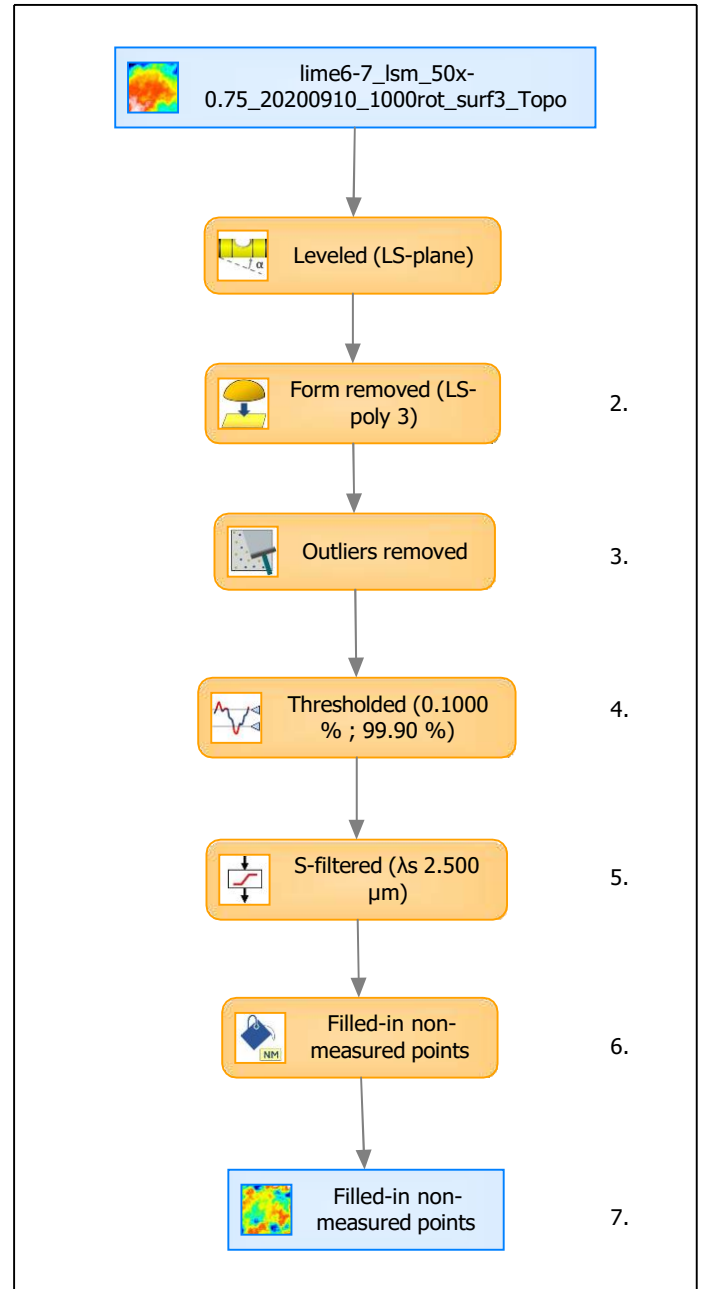 lime6-7_lsm_50x-
0.75_20200910_1000rot_surf3_Topo
α
Leveled (LS-plane)
Form removed (LS-
poly 3)
2.
Outliers removed
3.
Thresholded (0.1000
% ; 99.90 %)
4.
S-filtered (λs 2.500
µm)
5.
NM
Filled-in non-
measured points
6.
Filled-in non-
measured points
7.